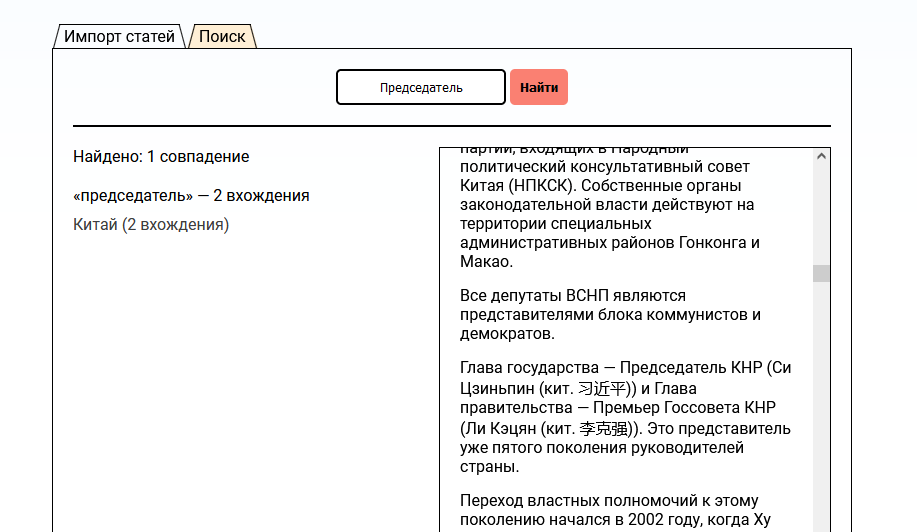 Импорт статей
Поиск
Председатель
Найти
Найдено: 1 совпадение
«председатель» — 2 вхождения
Китай (2 вхождения)
партий, входящих в Народный
политический консультативный совет
Китая (НПКСК). Собственные органы
законодательной власти действуют на
территории специальных
административных районов Гонконга и
Макао.
Все депутаты ВСНП являются
представителями блока коммунистов и
демократов.
Глава государства — Председатель КНР (Си
Цзиньпин (кит. 习近平)) и Глава
правительства — Премьер Госсовета КНР
(Ли Кэцян (кит. 李克强)). Это представитель
уже пятого поколения руководителей
страны.
Переход властных полномочий к этому
поколению начался в 2002 году, когда Ху